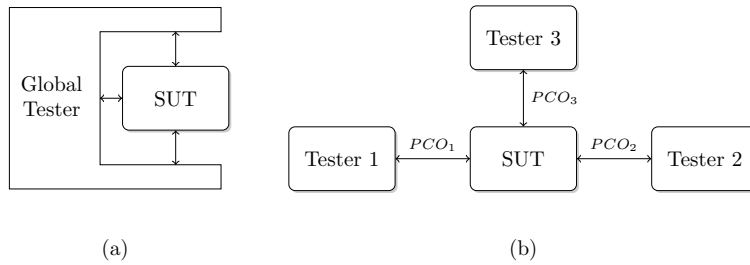 Global
Tester
SUT
Tester 3
PCO₃
Tester 1
PCO₁
SUT
PCO₂
Tester 2
(a)
(b)